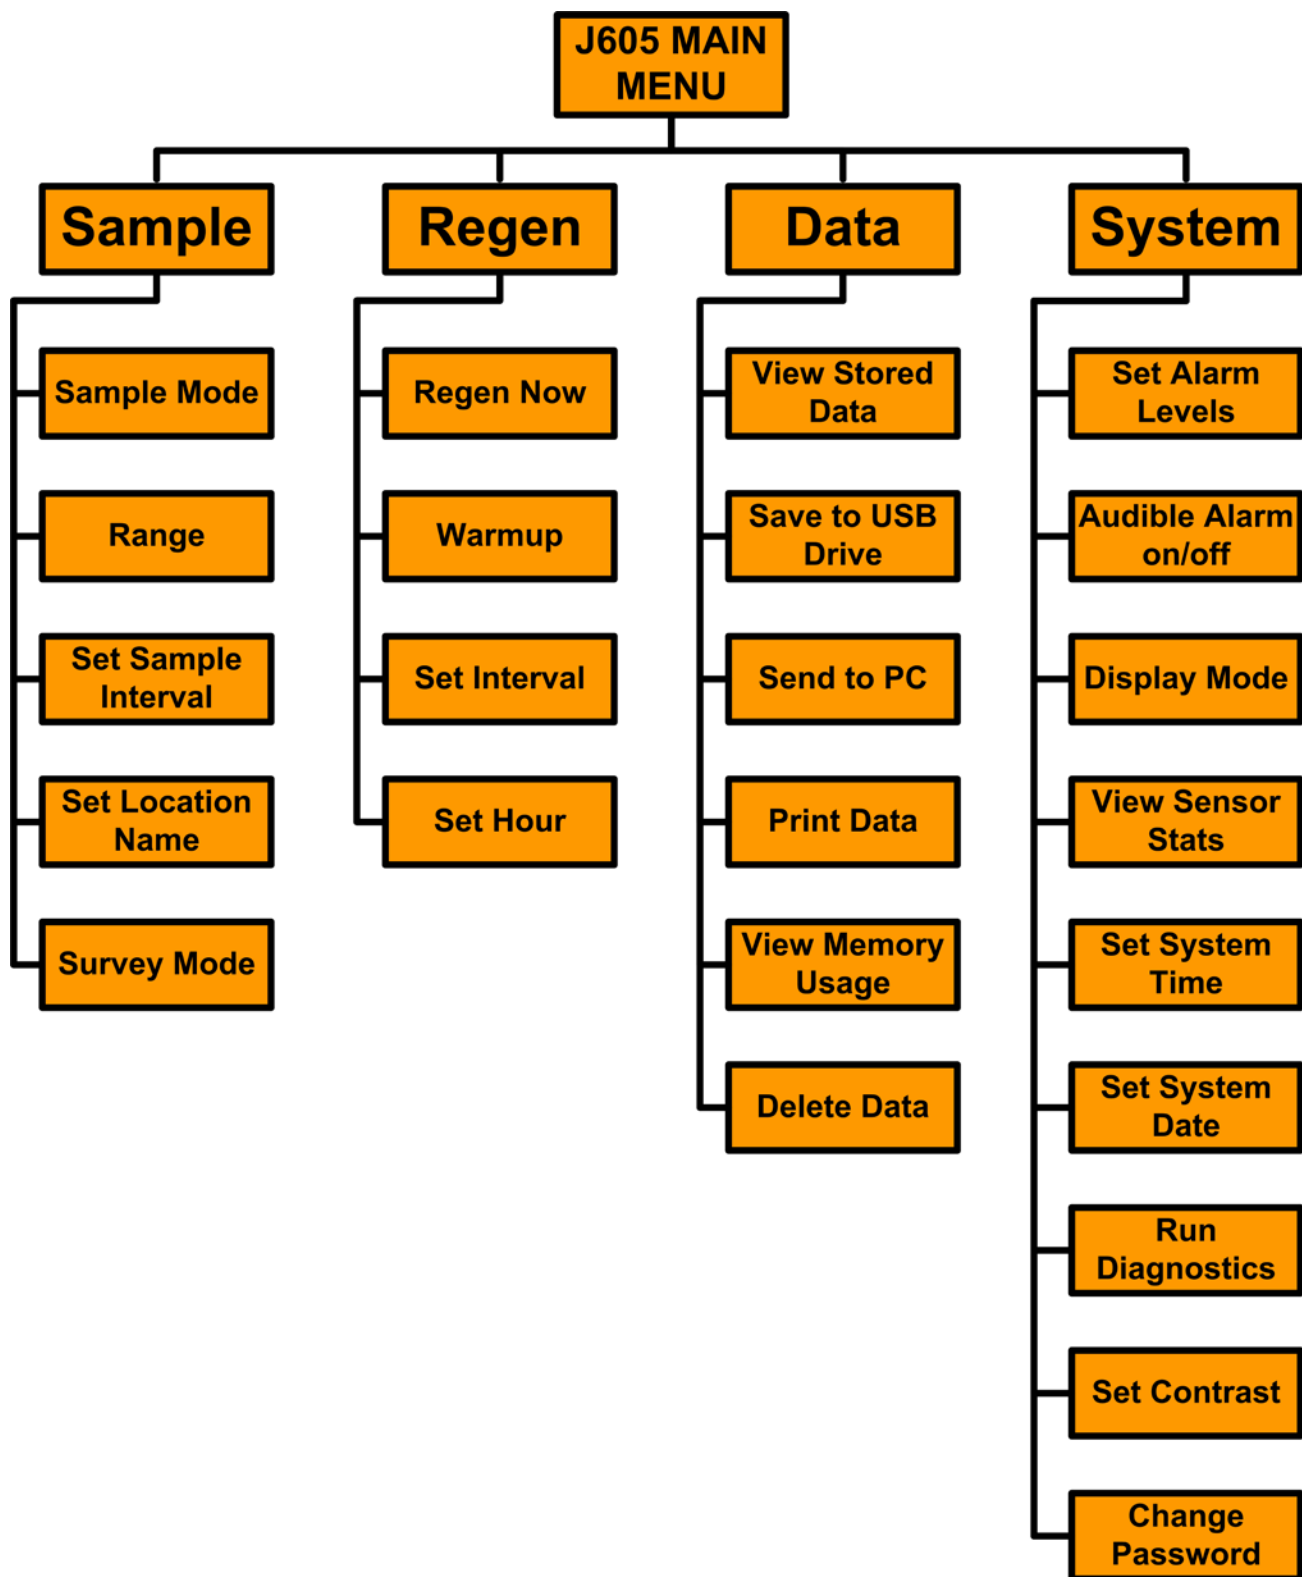 J605 MAIN
MENU
Sample
Regen
Data
System
Sample Mode
Range
Set Sample
Interval
Set Location
Name
Survey Mode
Regen Now
Warmup
Set Interval
Set Hour
View Stored
Data
Save to USB
Drive
Send to PC
Print Data
View Memory
Usage
Delete Data
Set Alarm
Levels
Audible Alarm
on/off
Display Mode
View Sensor
Stats
Set System
Time
Set System
Date
Run
Diagnostics
Set Contrast
Change
Password